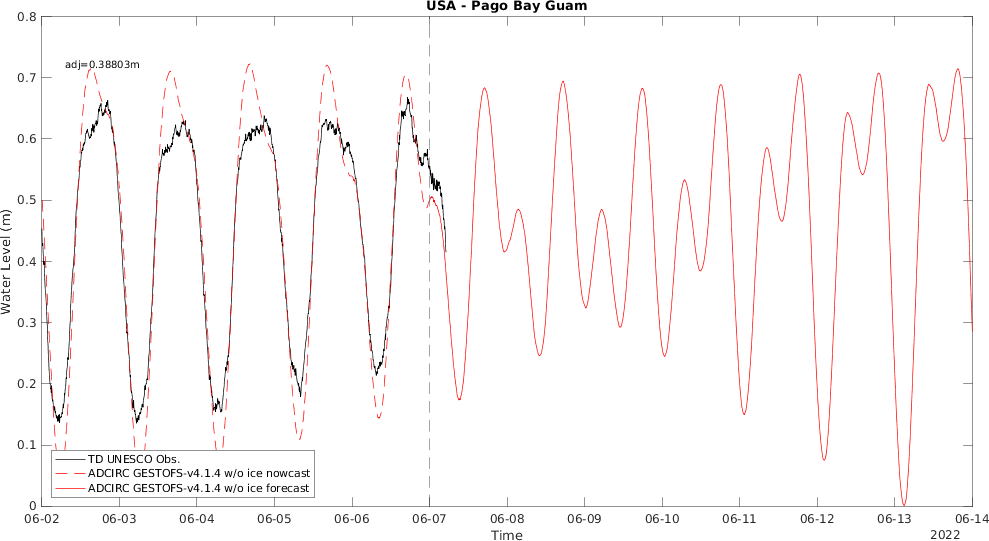 USA - Pago Bay Guam
adj=0.38803m
Water Level (m)
0.8
0.7
0.6
0.5
0.4
0.3
0.2
0.1
0
TD UNESCO Obs.
ADCIRC GESTOFS-v4.1.4 w/o ice nowcast
ADCIRC GESTOFS-v4.1.4 w/o ice forecast
06-02 06-03 06-04 06-05 06-06 06-07 06-08 06-09 06-10 06-11 06-12 06-13 06-14
Time
2022